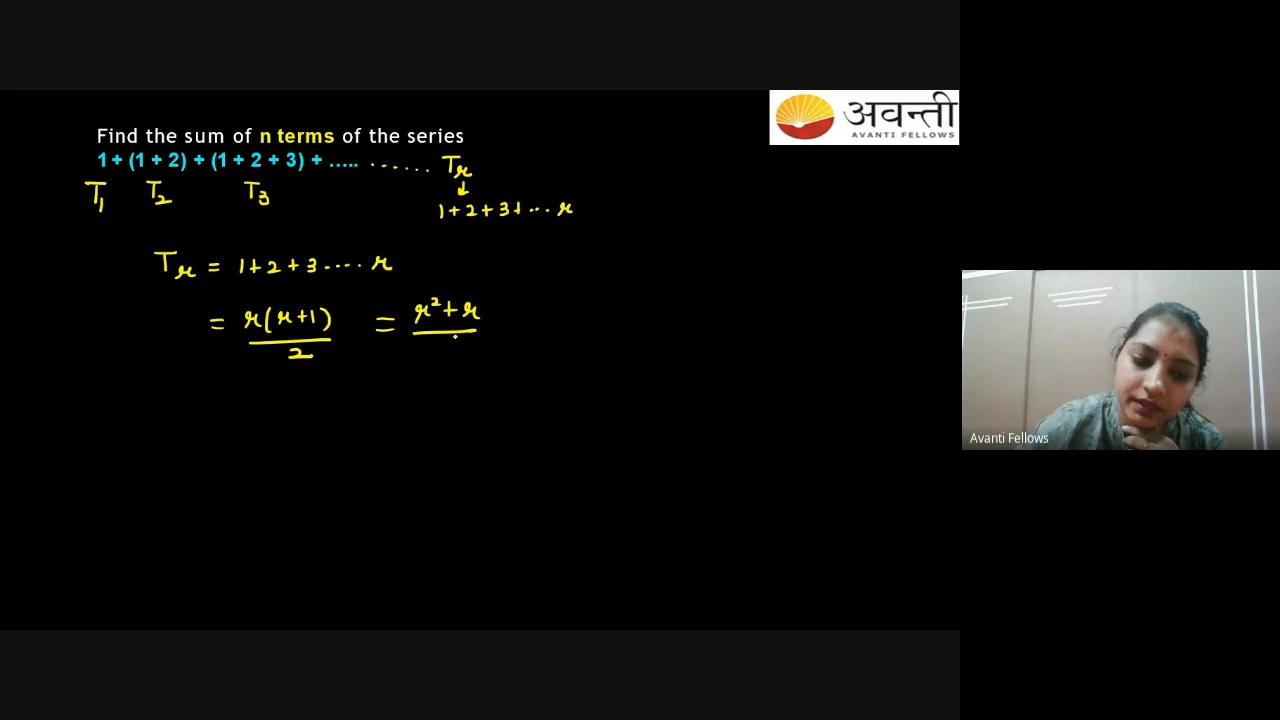 अवन्ती
AVANTI FELLOWS
Find the sum of n terms of the series
1 + (1 + 2) + (1 + 2 + 3) + ..... ...... Tr
T1 T2 T3
↓
1+2+3+...r
Tr = 1+2+3....r
= r(r+1)/2 = r²+r
Avanti Fellows